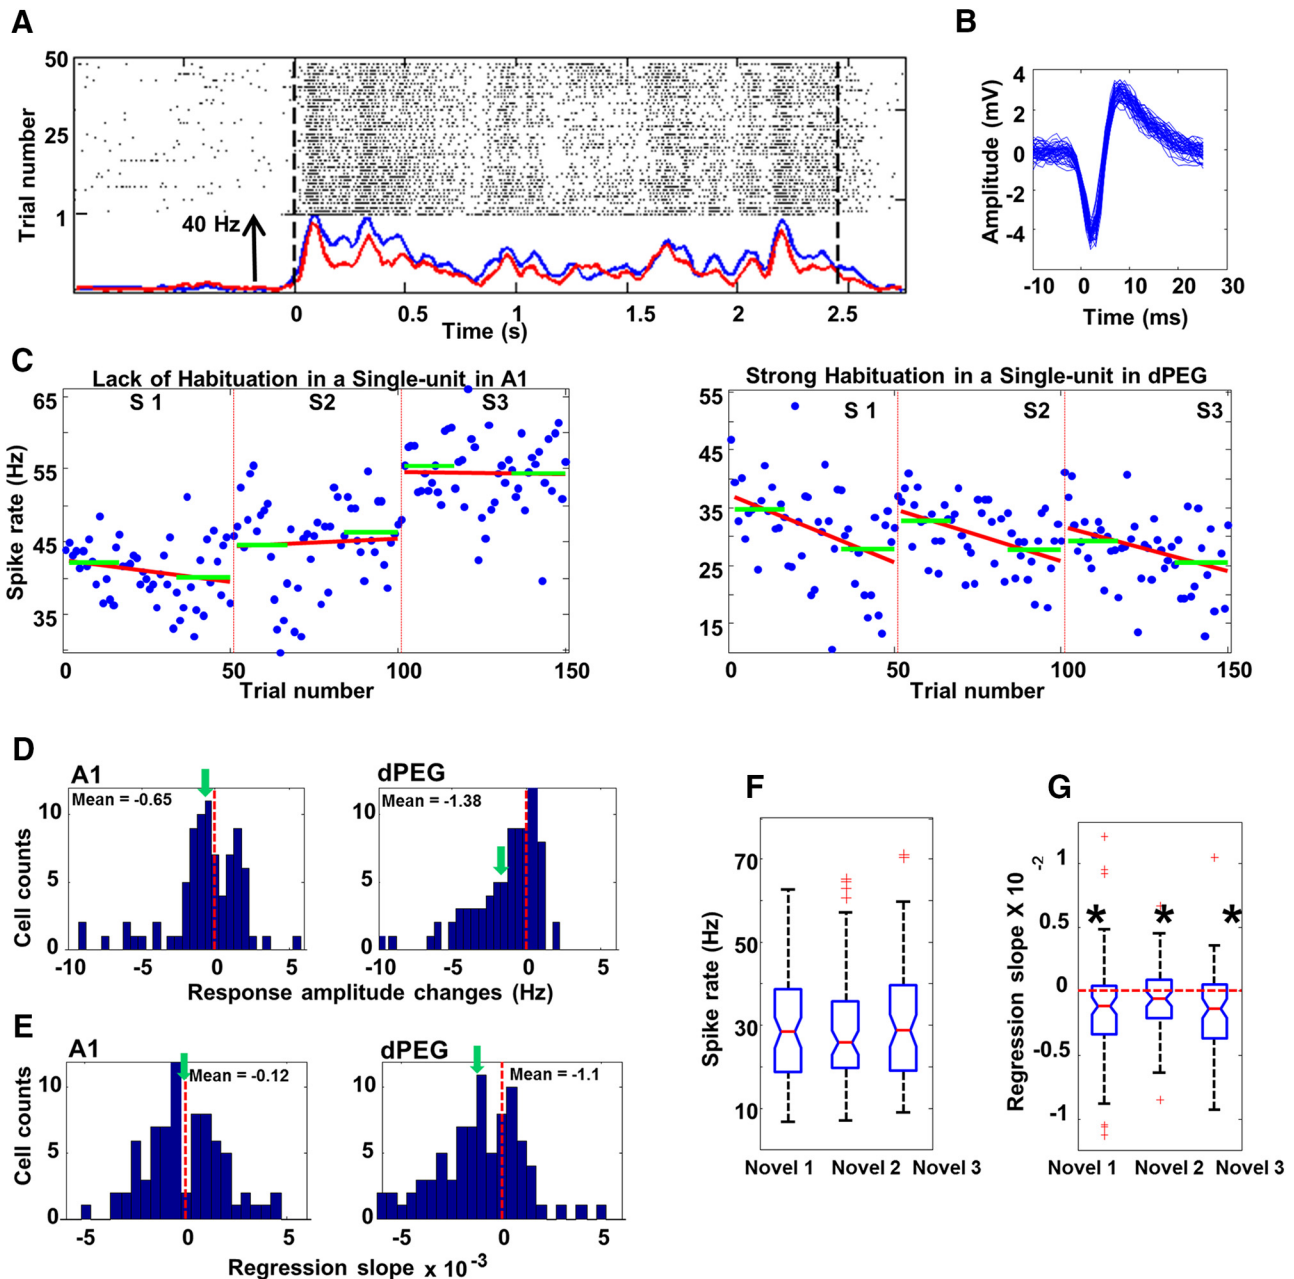 A
50
25
1
Trial number
40 Hz
0 0.5 1 1.5 2 2.5
Time (s)
B
4
2
0
-2
-4
Amplitude (mV)
-10 0 10 20 30
Time (ms)
C
Lack of Habituation in a Single-unit in A1
S 1 S2 S3
65
55
45
35
Spike rate (Hz)
0 50 100 150
Trial number
Strong Habituation in a Single-unit in dPEG
S 1 S2 S3
55
45
35
25
15
0 50 100 150
Trial number
D
A1
Mean = -0.65
10
5
0
Cell counts
-10 -5 0 5
dPEG
Mean = -1.38
10
5
0
-10 -5 0 5
Response amplitude changes (Hz)
E
A1
Mean = -0.12
10
5
0
Cell counts
-5 0 5
dPEG
Mean = -1.1
10
5
0
-5 0 5
Regression slope x 10-3
F
70
50
30
10
Spike rate (Hz)
Novel 1 Novel 2 Novel 3
G
1
0.5
0
-0.5
-1
Regression slope X 10 -2
* * *
Novel 1 Novel 2 Novel 3